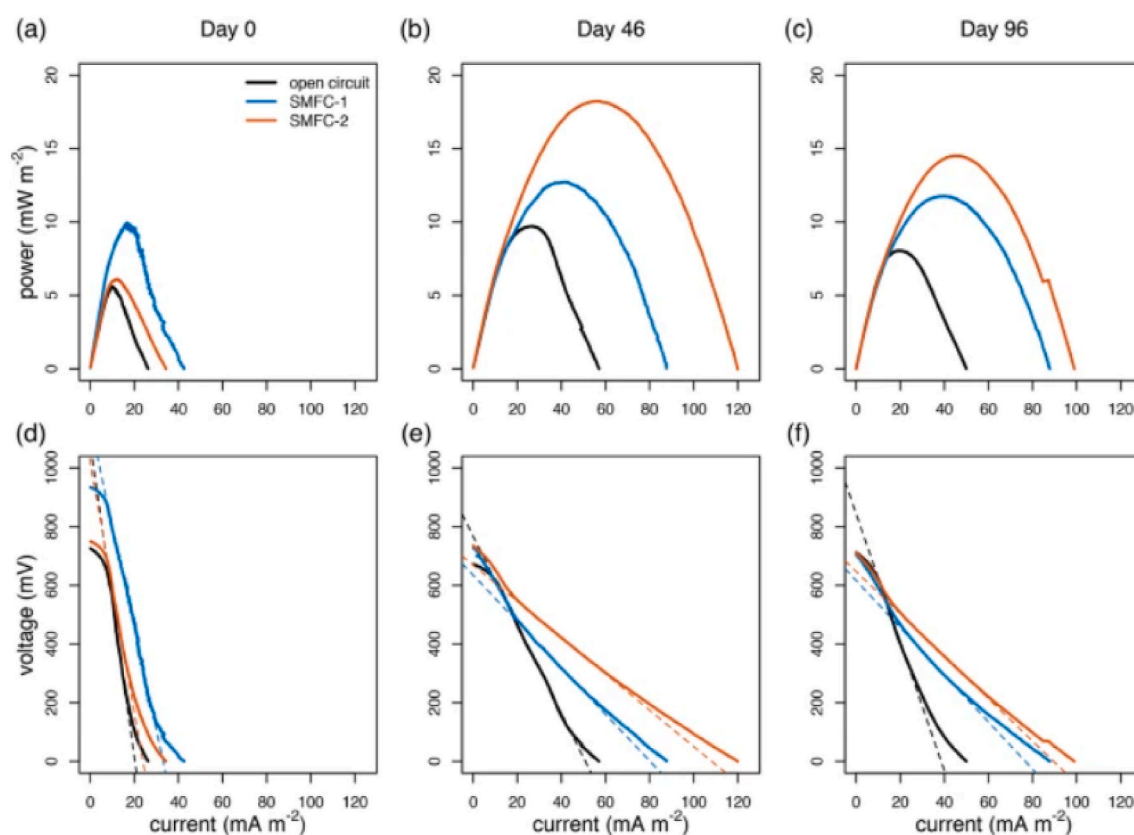 (a) Day 0
(b) Day 46
(c) Day 96
power (mW m⁻²)
20
15
10
5
0
open circuit
SMFC-1
SMFC-2
0 20 40 60 80 100 120
20
15
10
5
0
0 20 40 60 80 100 120
20
15
10
5
0
0 20 40 60 80 100 120
(d)
(e)
(f)
voltage (mV)
1000
800
600
400
200
0
0 20 40 60 80 100 120
current (mA m⁻²)
1000
800
600
400
200
0
0 20 40 60 80 100 120
current (mA m⁻²)
1000
800
600
400
200
0
0 20 40 60 80 100 120
current (mA m⁻²)